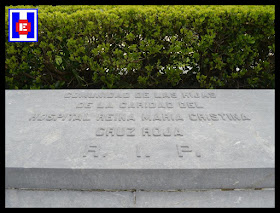 E
COMUNIDAD DE LAS HIJAS
DE LA CARIDAD DEL
HOSPITAL REINA MARIA CRISTINA
CRUZ ROJA
R. I. P.